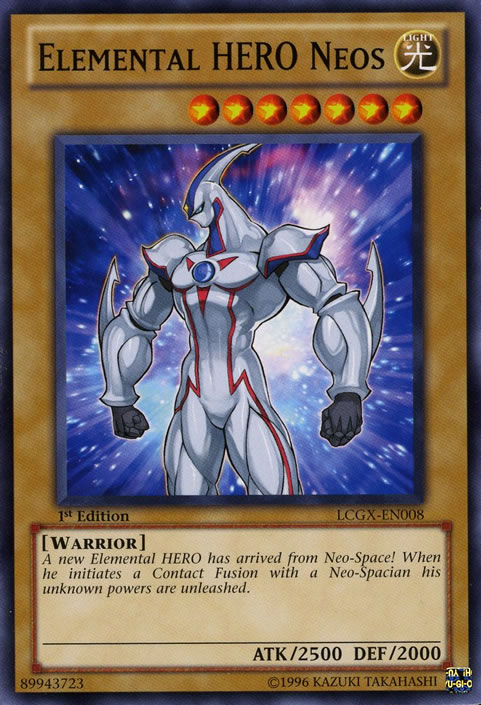 ELEMENTAL HERO NEOS
LIGHT
光
1st Edition
LCGX-EN008
[WARRIOR]
A new Elemental HERO has arrived from Neo-Space! When
he initiates a Contact Fusion with a Neo-Spacian his
unknown powers are unleashed.
ATK/2500 DEF/2000
89943723
©1996 KAZUKI TAKAHASHI